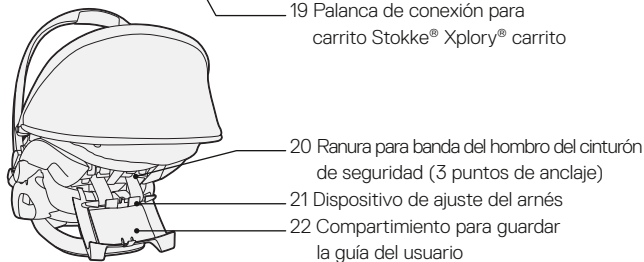 19 Palanca de conexión para
carrito Stokke® Xplory® carrito
20 Ranura para banda del hombro del cinturón
de seguridad (3 puntos de anclaje)
21 Dispositivo de ajuste del arnés
22 Compartimiento para guardar
la guía del usuario